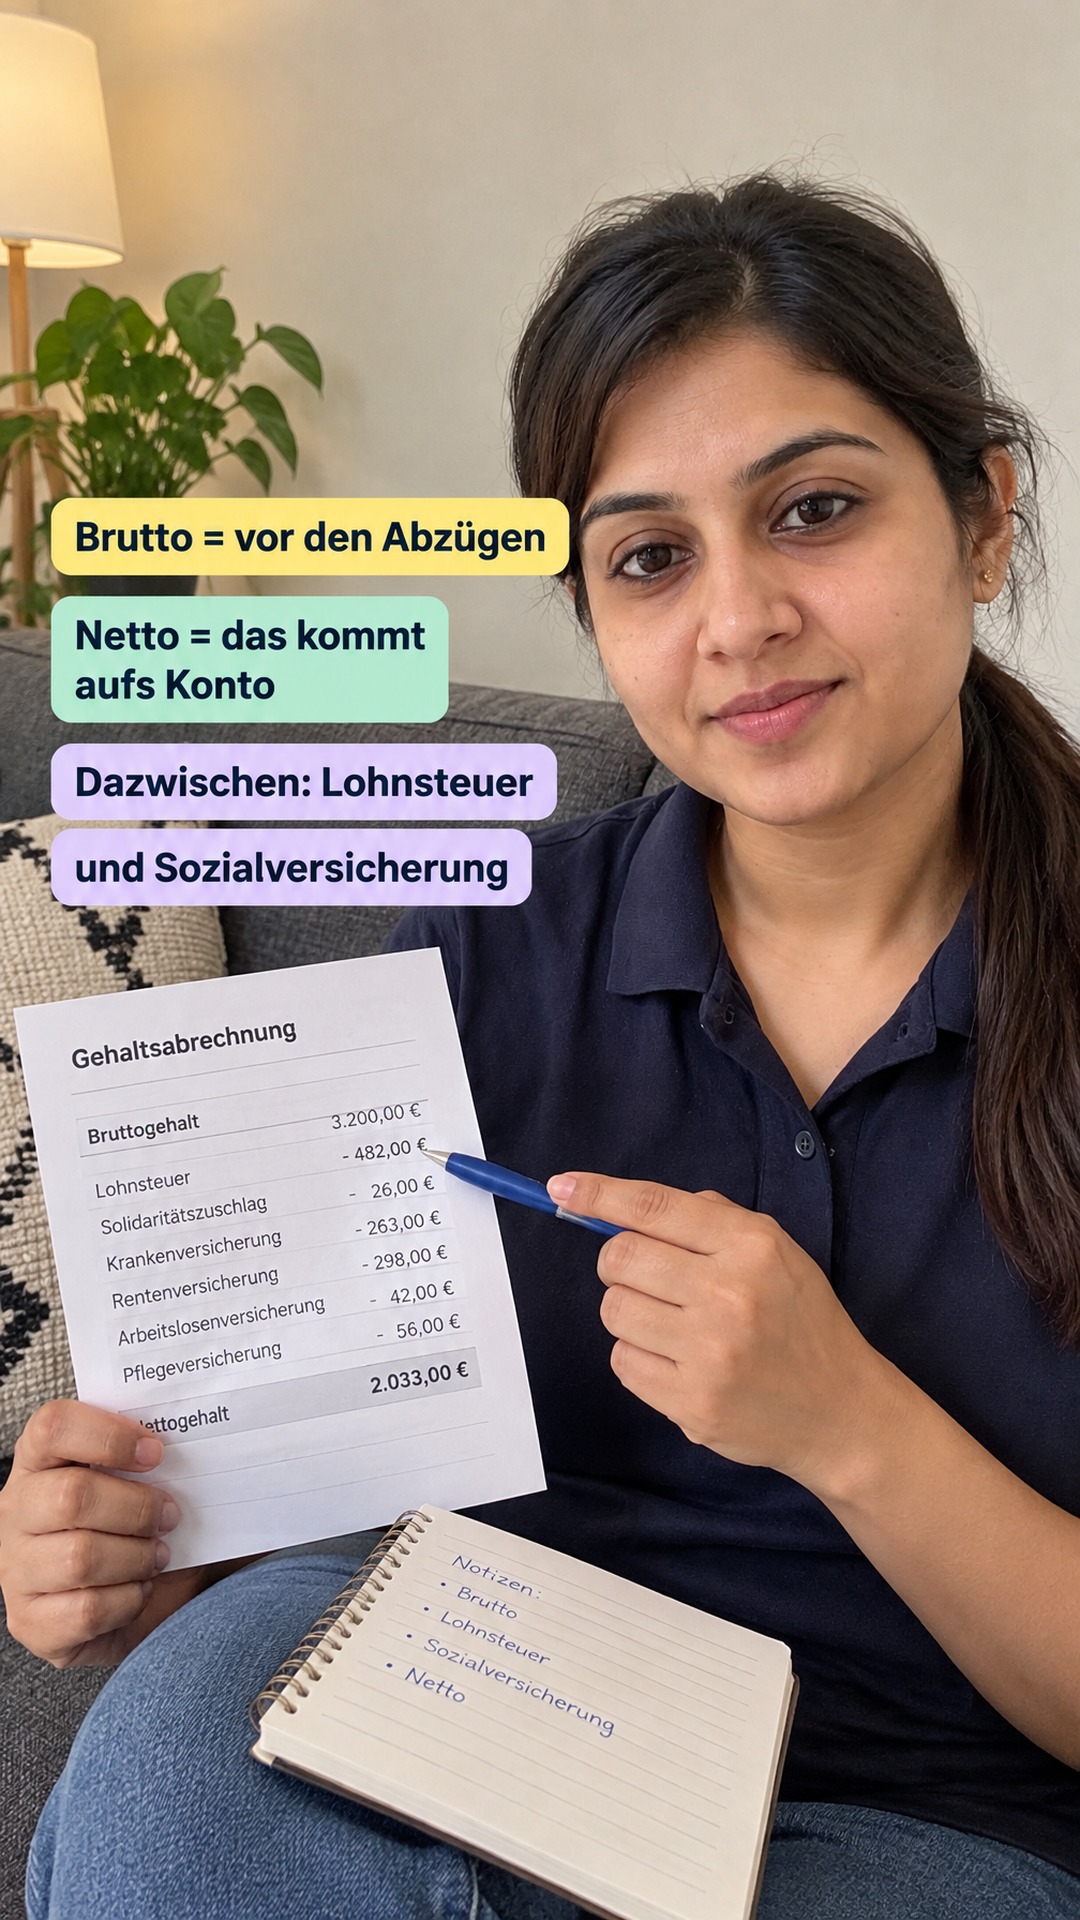 Brutto = vor den Abzügen
Netto = das kommt
aufs Konto
Dazwischen: Lohnsteuer
und Sozialversicherung
Gehaltsabrechnung
Bruttogehalt 3.200,00 €
Lohnsteuer - 482,00 €
Solidaritätszuschlag - 26,00 €
Krankenversicherung - 263,00 €
Rentenversicherung - 298,00 €
Arbeitslosenversicherung - 42,00 €
Pflegeversicherung - 56,00 €
ettogehalt 2.033,00 €
Notizen:
• Brutto
• Lohnsteuer
• Sozialversicherung
• Netto